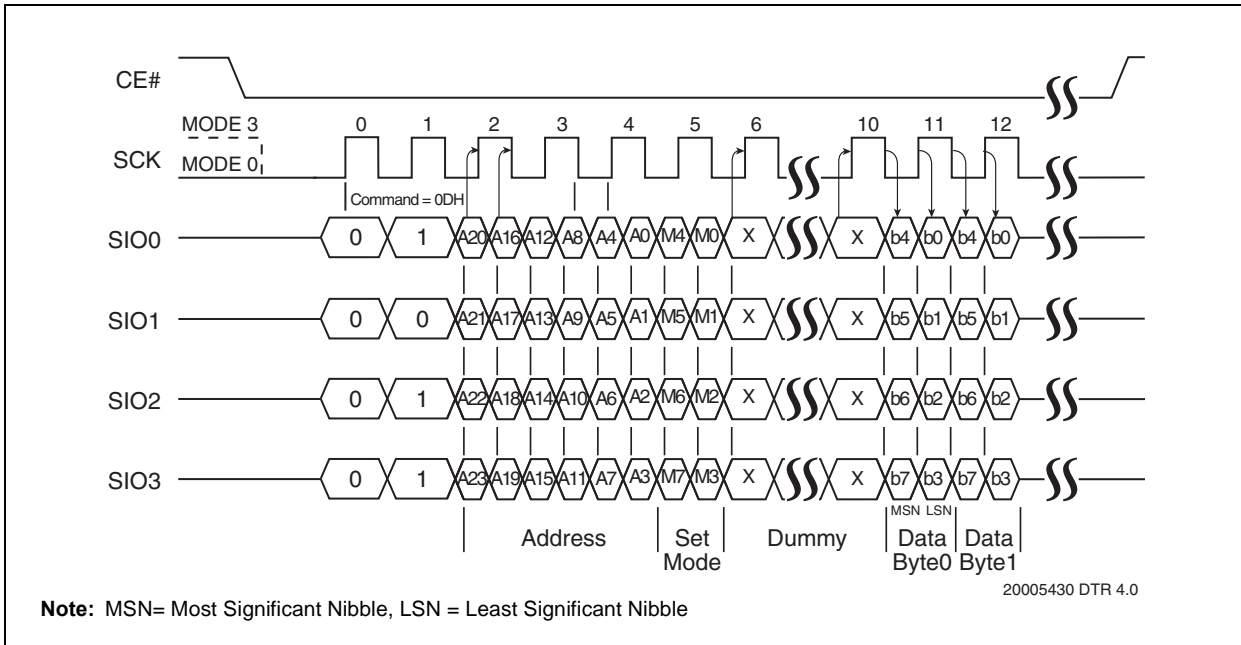 CE#
MODE 3
0 1 2 3 4 5 6 10 11 12
SCK
MODE 0
Command = 0DH
SIO0 0 1 A20 A16 A12 A8 A4 A0 M4 M0 X X b4 b0 b4 b0
SIO1 0 0 A21 A17 A13 A9 A5 A1 M5 M1 X X b5 b1 b5 b1
SIO2 0 1 A22 A18 A14 A10 A6 A2 M6 M2 X X b6 b2 b6 b2
SIO3 0 1 A23 A19 A15 A11 A7 A3 M7 M3 X X b7 b3 b7 b3
MSN LSN
Address Set Mode Dummy Data Byte0 Data Byte1
20005430 DTR 4.0
Note: MSN= Most Significant Nibble, LSN = Least Significant Nibble